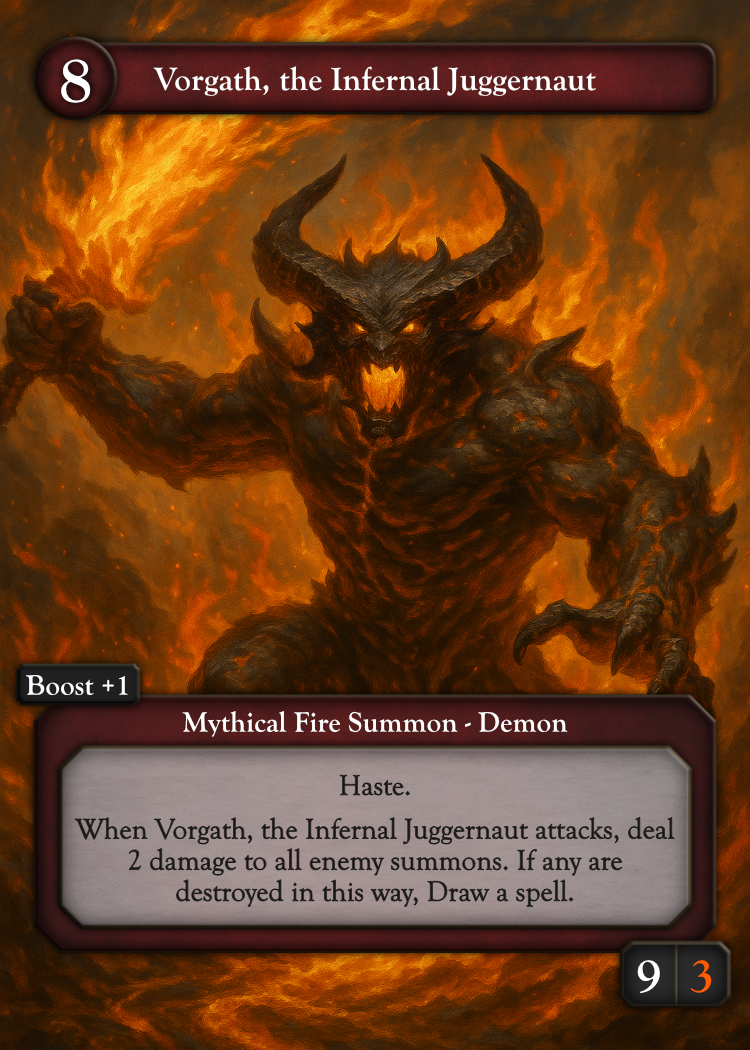 8
Vorgath, the Infernal Juggernaut
Boost +1
Mythical Fire Summon - Demon
Haste.
When Vorgath, the Infernal Juggernaut attacks, deal
2 damage to all enemy summons. If any are
destroyed in this way, Draw a spell.
9 3